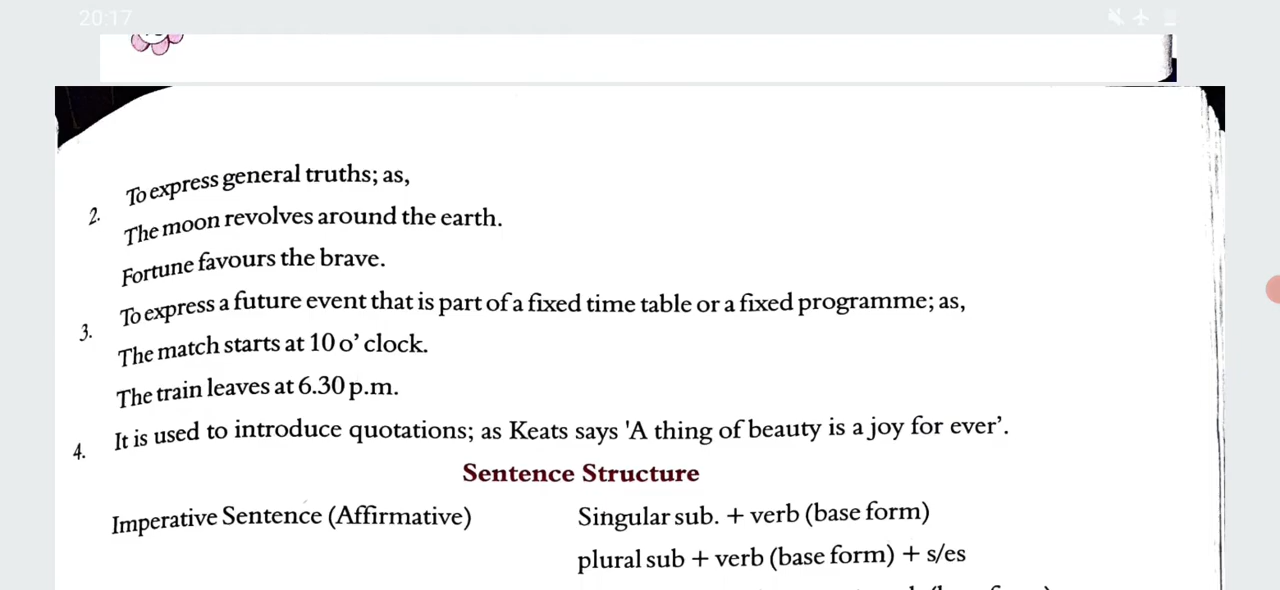 20:17
2. To express general truths; as,
The moon revolves around the earth.
Fortune favours the brave.
3. To express a future event that is part of a fixed time table or a fixed programme; as,
The match starts at 10 o' clock.
The train leaves at 6.30 p.m.
4. It is used to introduce quotations; as Keats says 'A thing of beauty is a joy for ever'.
Sentence Structure
Imperative Sentence (Affirmative) Singular sub. + verb (base form)
plural sub + verb (base form) + s/es